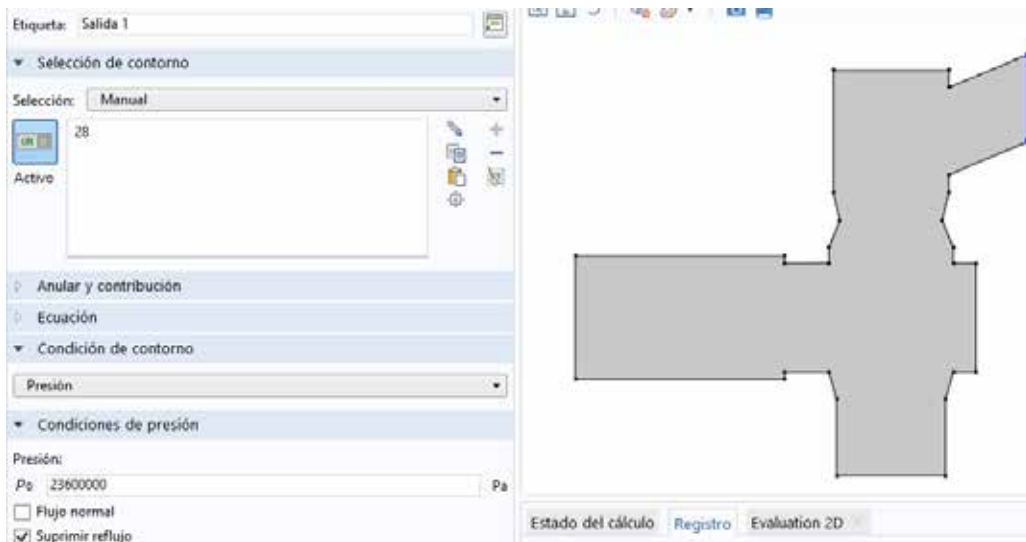 Etiqueta: Salida 1
Selección de contorno
Selección: Manual
28
Activo
Anular y contribución
Ecuación
Condición de contorno
Presión
Condiciones de presión
Presión:
P₀ 23600000 Pa
Flujo normal
Suprimir reflujo
Estado del cálculo Registro Evaluation 2D